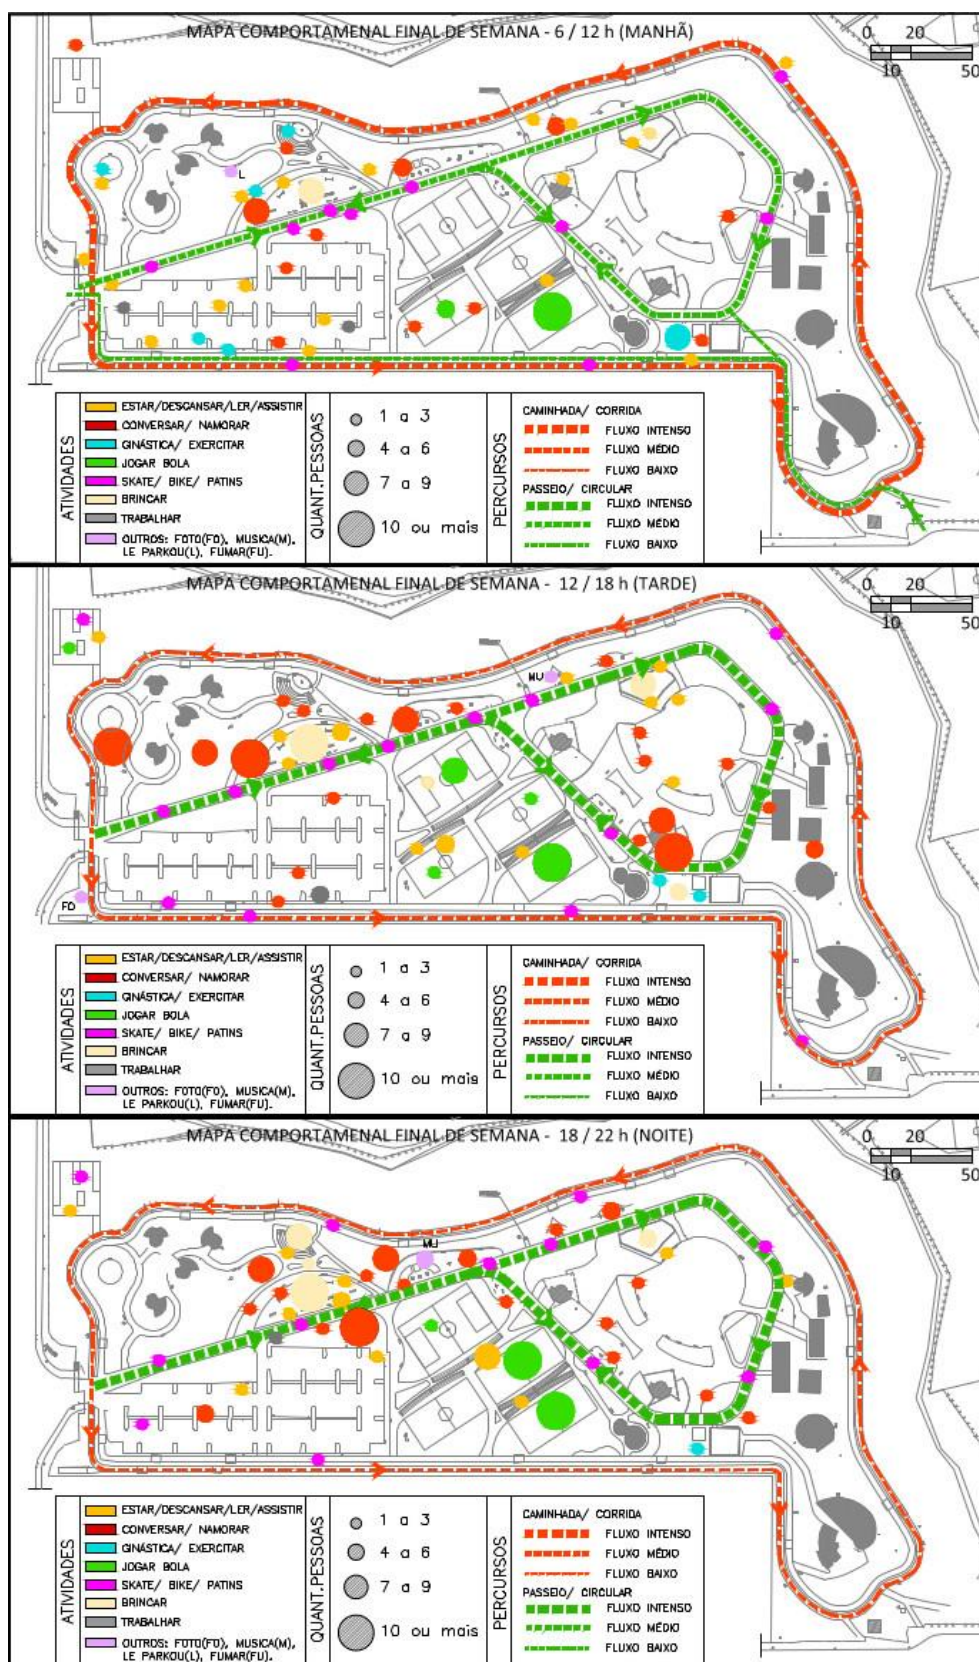 MAPA COMPORTAMENAL FINAL DE SEMANA - 6 / 12 h (MANHÃ)
0 20
10 50
L
ATIVIDADES
ESTAR/DESCANSAR/LER/ASSISTIR
CONVERSAR/ NAMORAR
GINÁSTICA/ EXERCITAR
JOGAR BOLA
SKATE/ BIKE/ PATINS
BRINCAR
TRABALHAR
OUTROS: FOTO(FO), MUSICA(M),
LE PARKOU(L), FUMAR(FU).
QUANT.PESSOAS
1 a 3
4 a 6
7 a 9
10 ou mais
PERCURSOS
CAMINHADA/ CORRIDA
FLUXO INTENSO
FLUXO MÉDIO
FLUXO BAIXO
PASSEIO/ CIRCULAR
FLUXO INTENSO
FLUXO MÉDIO
FLUXO BAIXO
MAPA COMPORTAMENAL FINAL DE SEMANA - 12 / 18 h (TARDE)
0 20
10 50
MU
FO
ATIVIDADES
ESTAR/DESCANSAR/LER/ASSISTIR
CONVERSAR/ NAMORAR
GINÁSTICA/ EXERCITAR
JOGAR BOLA
SKATE/ BIKE/ PATINS
BRINCAR
TRABALHAR
OUTROS: FOTO(FO), MUSICA(M),
LE PARKOU(L), FUMAR(FU).
QUANT.PESSOAS
1 a 3
4 a 6
7 a 9
10 ou mais
PERCURSOS
CAMINHADA/ CORRIDA
FLUXO INTENSO
FLUXO MÉDIO
FLUXO BAIXO
PASSEIO/ CIRCULAR
FLUXO INTENSO
FLUXO MÉDIO
FLUXO BAIXO
MAPA COMPORTAMENAL FINAL DE SEMANA - 18 / 22 h (NOITE)
0 20
10 50
MU
ATIVIDADES
ESTAR/DESCANSAR/LER/ASSISTIR
CONVERSAR/ NAMORAR
GINÁSTICA/ EXERCITAR
JOGAR BOLA
SKATE/ BIKE/ PATINS
BRINCAR
TRABALHAR
OUTROS: FOTO(FO), MUSICA(M),
LE PARKOU(L), FUMAR(FU).
QUANT.PESSOAS
1 a 3
4 a 6
7 a 9
10 ou mais
PERCURSOS
CAMINHADA/ CORRIDA
FLUXO INTENSO
FLUXO MÉDIO
FLUXO BAIXO
PASSEIO/ CIRCULAR
FLUXO INTENSO
FLUXO MÉDIO
FLUXO BAIXO